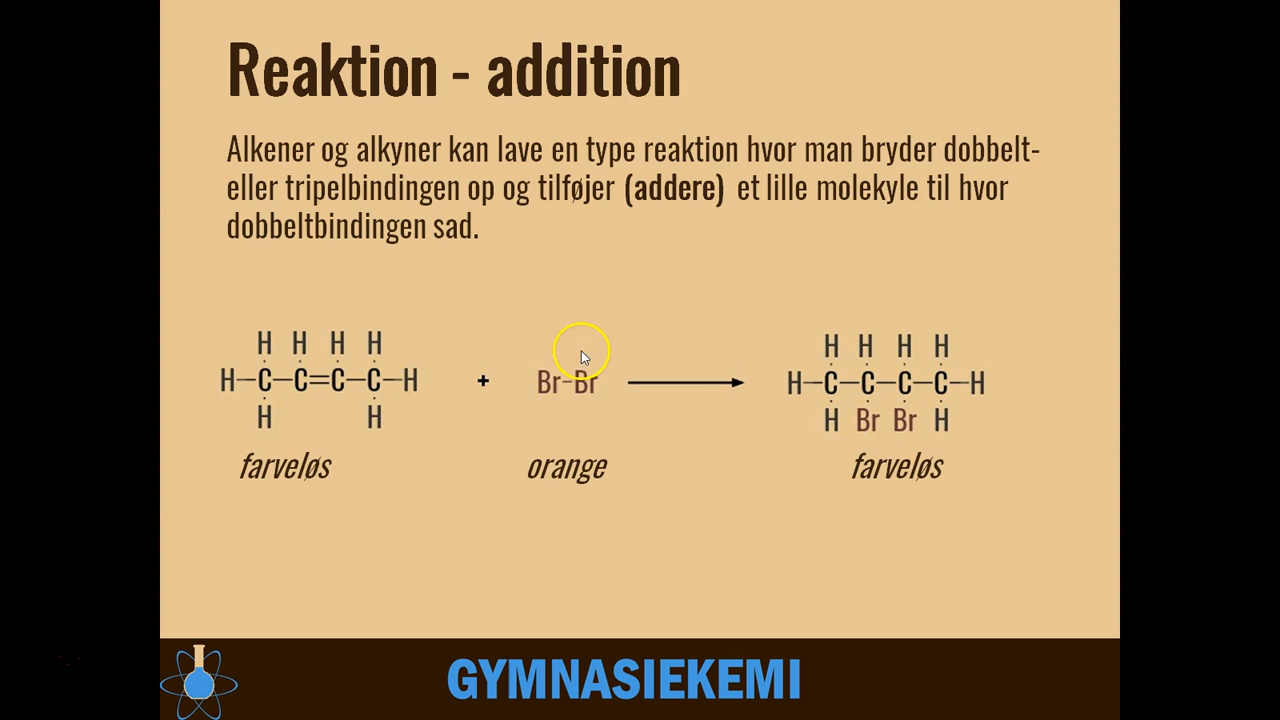 Reaktion - addition
Alkener og alkyner kan lave en type reaktion hvor man bryder dobbelt-
eller tripelbindingen op og tilføjer (addere) et lille molekyle til hvor
dobbeltbindingen sad.
H H H H
H–C–C=C–C–H + Br–Br ⟶ H–C–C–C–C–H
H H
H H H H
H Br Br H
farveløs orange farveløs
GYMNASIEKEMI